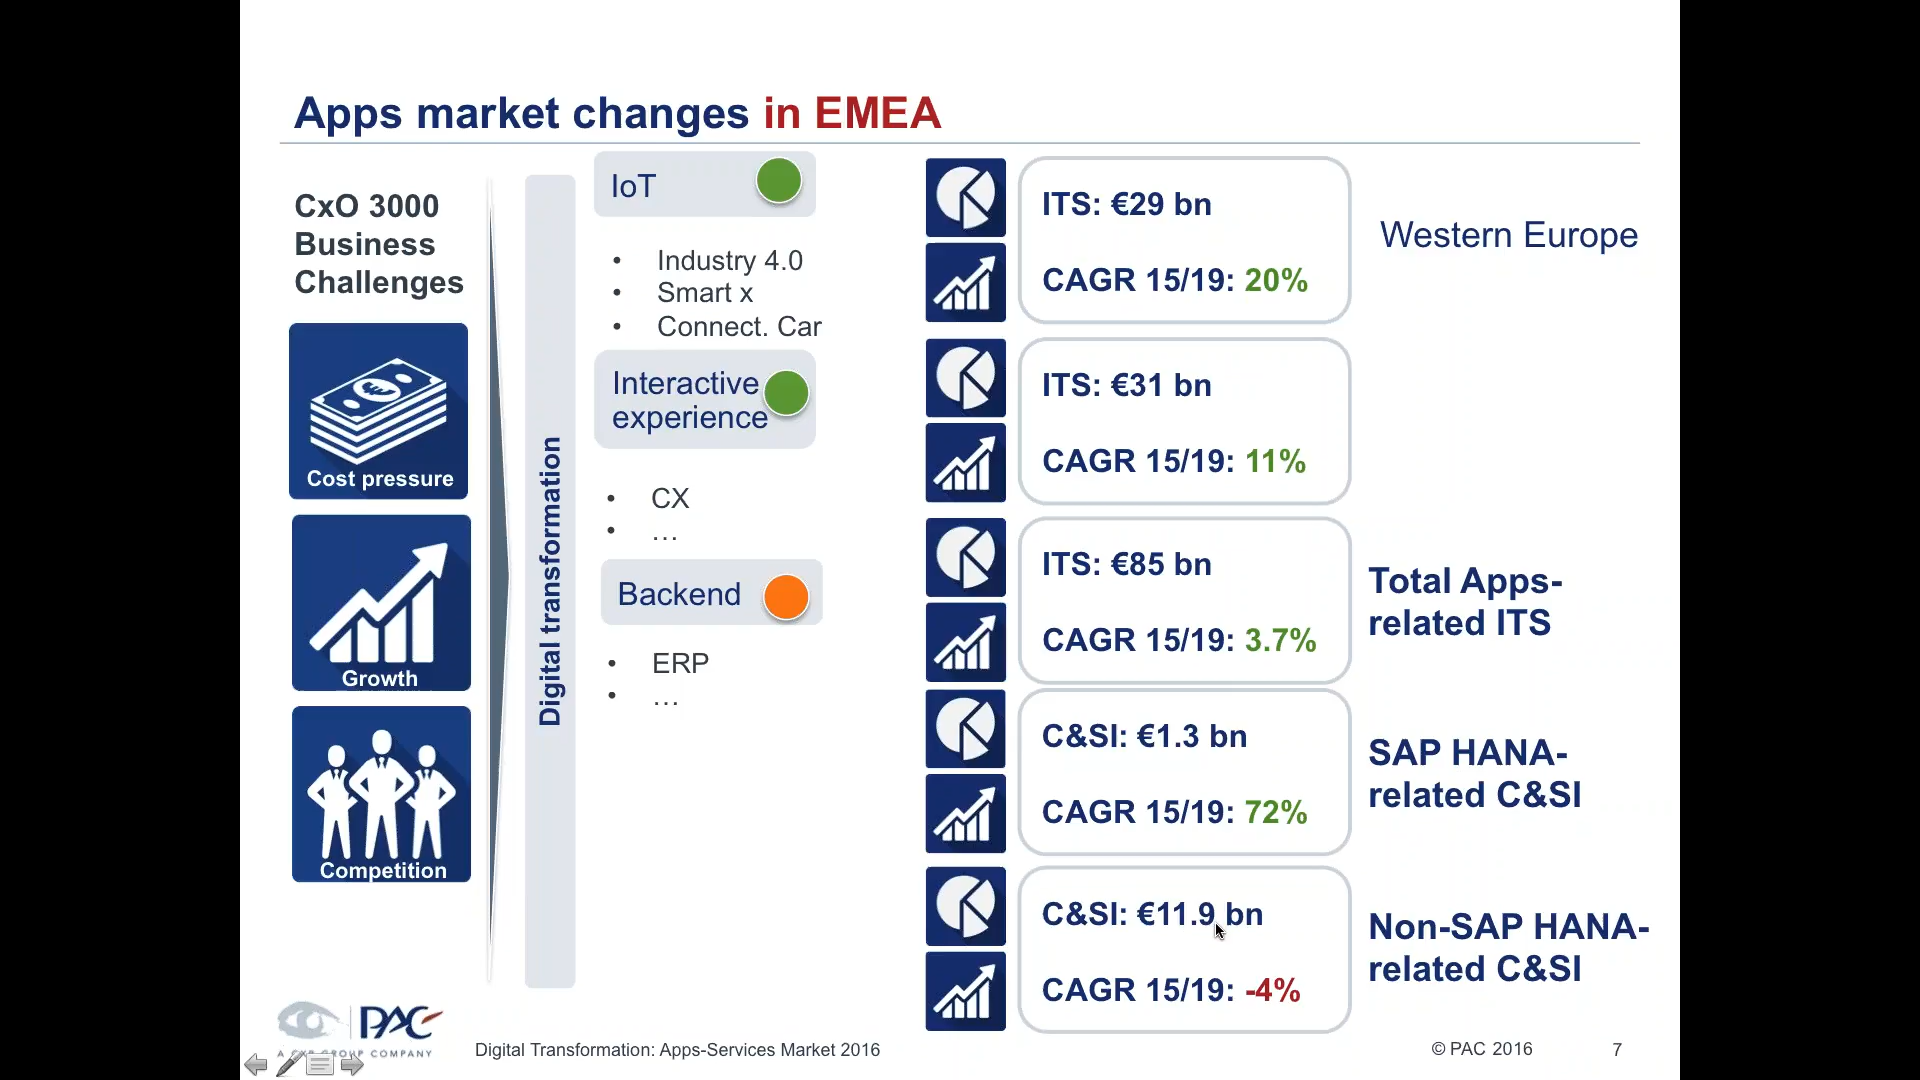 Apps market changes in EMEA
CxO 3000
Business
Challenges
Cost pressure
Growth
Competition
Digital transformation
IoT
• Industry 4.0
• Smart x
• Connect. Car
Interactive
experience
• CX
• …
Backend
• ERP
• …
ITS: €29 bn
CAGR 15/19: 20%
Western Europe
ITS: €31 bn
CAGR 15/19: 11%
ITS: €85 bn
CAGR 15/19: 3.7%
Total Apps-
related ITS
C&SI: €1.3 bn
CAGR 15/19: 72%
SAP HANA-
related C&SI
C&SI: €11.9 bn
CAGR 15/19: -4%
Non-SAP HANA-
related C&SI
PAC
A CXP GROUP COMPANY
Digital Transformation: Apps-Services Market 2016
© PAC 2016
7